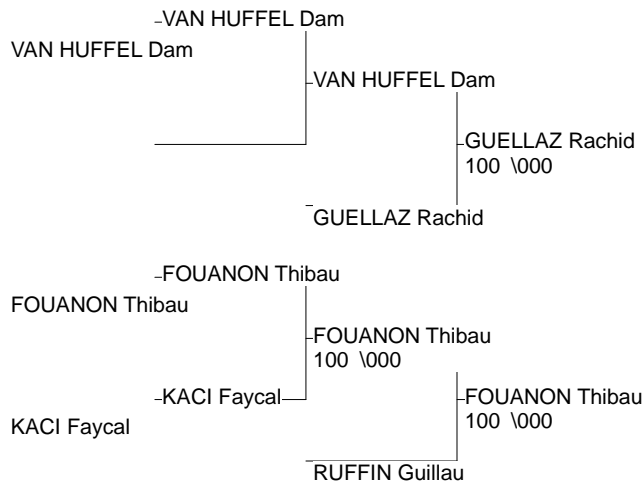 VAN HUFFEL Dam
VAN HUFFEL Dam
VAN HUFFEL Dam
GUELLAZ Rachid
100 \000
GUELLAZ Rachid
FOUANON Thibau
FOUANON Thibau
FOUANON Thibau
100 \000
KACI Faycal
FOUANON Thibau
100 \000
KACI Faycal
RUFFIN Guillau